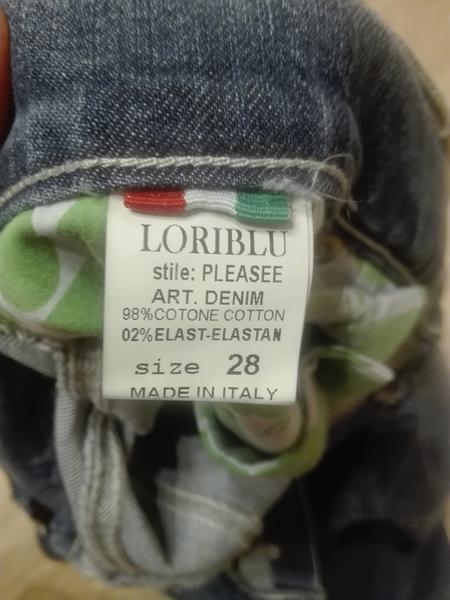 LORIBLU
stile: PLEASEE
ART. DENIM
98%COTONE COTTON
02%ELAST-ELASTAN
size 28
MADE IN ITALY